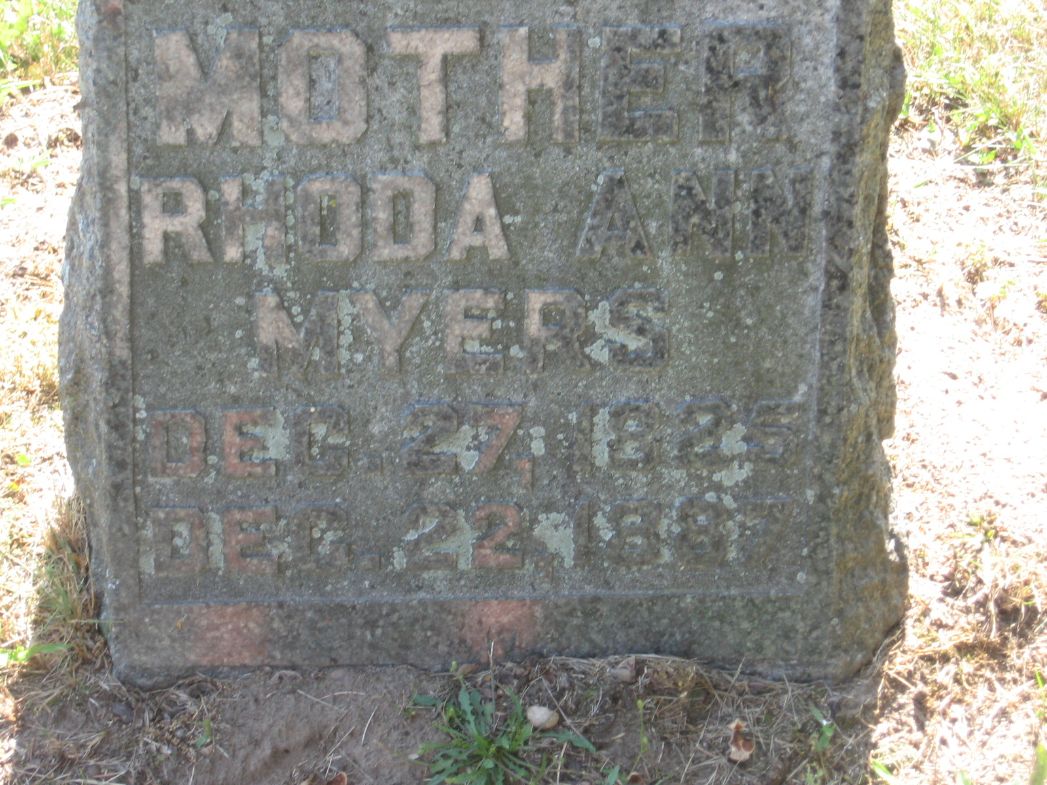 MOTHER
RHODA ANN
MYERS
DEC. 27, 1825
DEC. 22, 1887